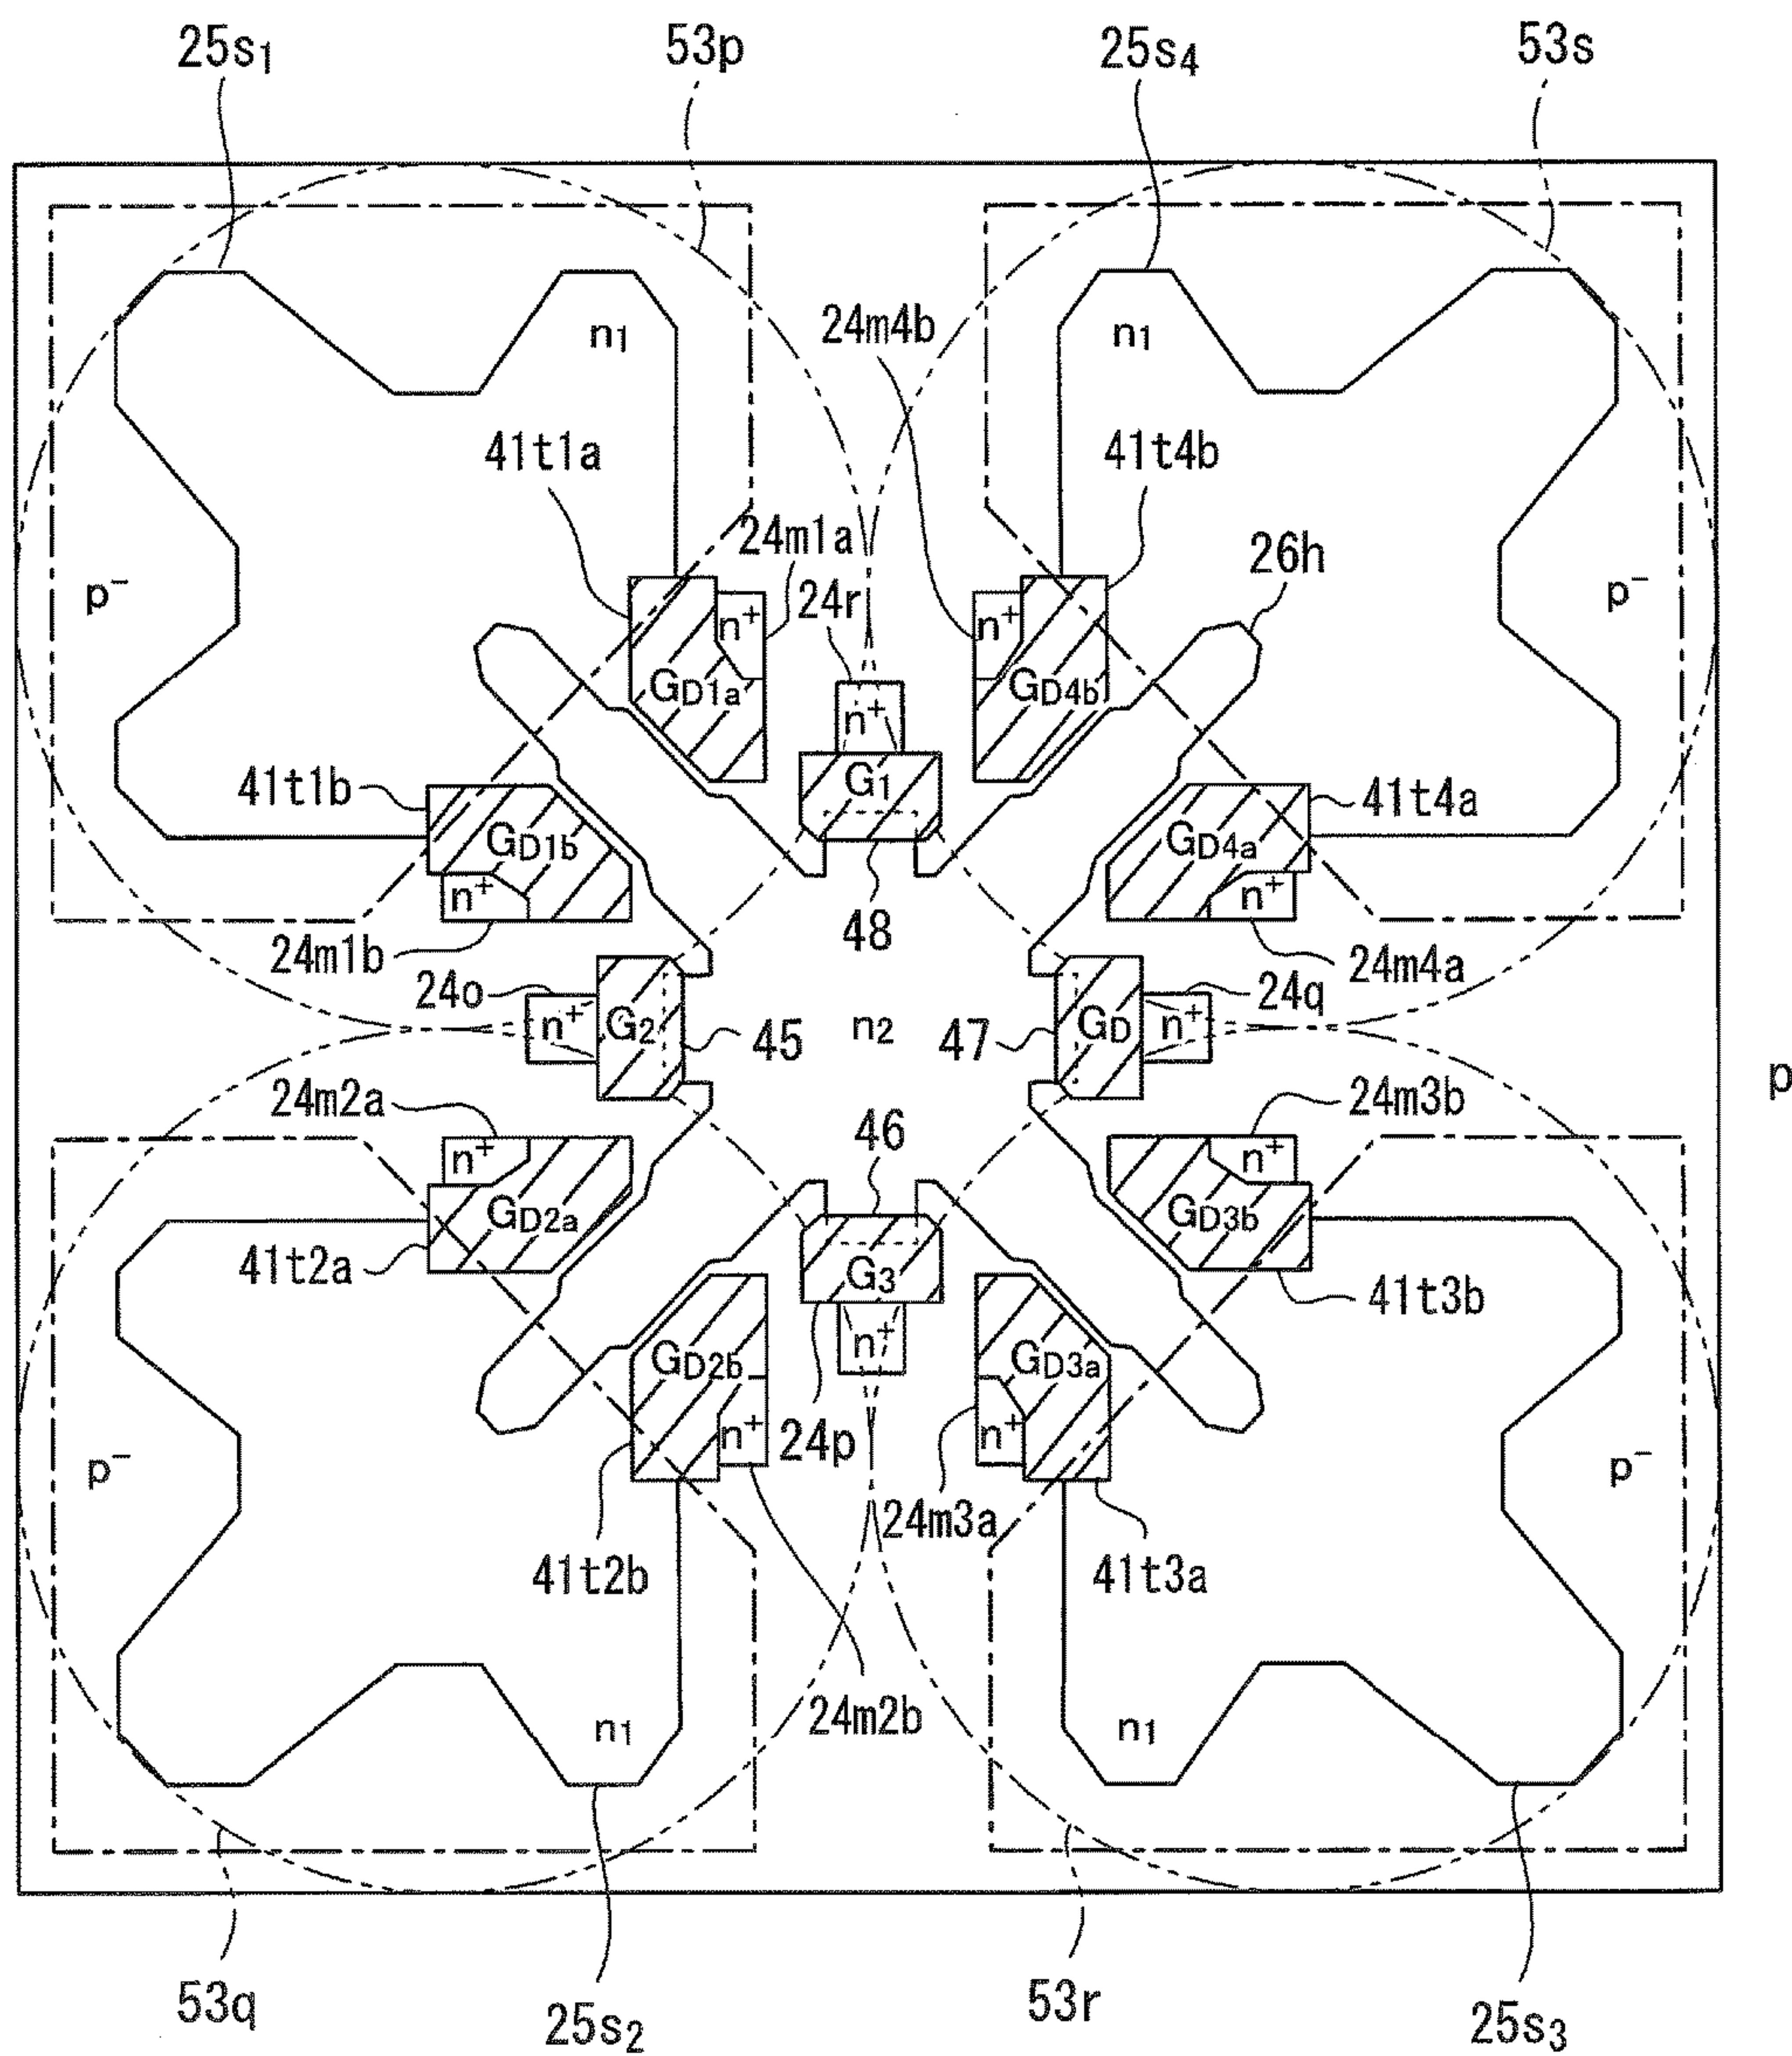 25s1 53p 25s4 53s
n1 24m4b n1
41t1a 41t4b
24m1a 26h
p− 24r p−
n+ n+
GD1a n+ GD4b
41t1b G1 41t4a
GD1b GD4a
n+ 48 n+
24m1b 24m4a
24o 24q
n+ G2 45 n2 47 GD n+
p
24m2a 46 24m3b
n+ n+
GD2a GD3b
41t2a G3 41t3b
GD2b n+ GD3a
n+ 24p n+
p− p−
24m3a
41t2b 41t3a
n1 24m2b n1
53q 53r
25s2 25s3